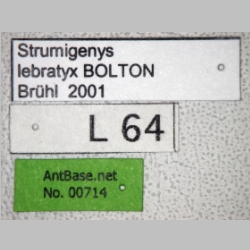 Strumigenys
lebratyx BOLTON
Brühl 2001
L 64
AntBase.net
No. 00714